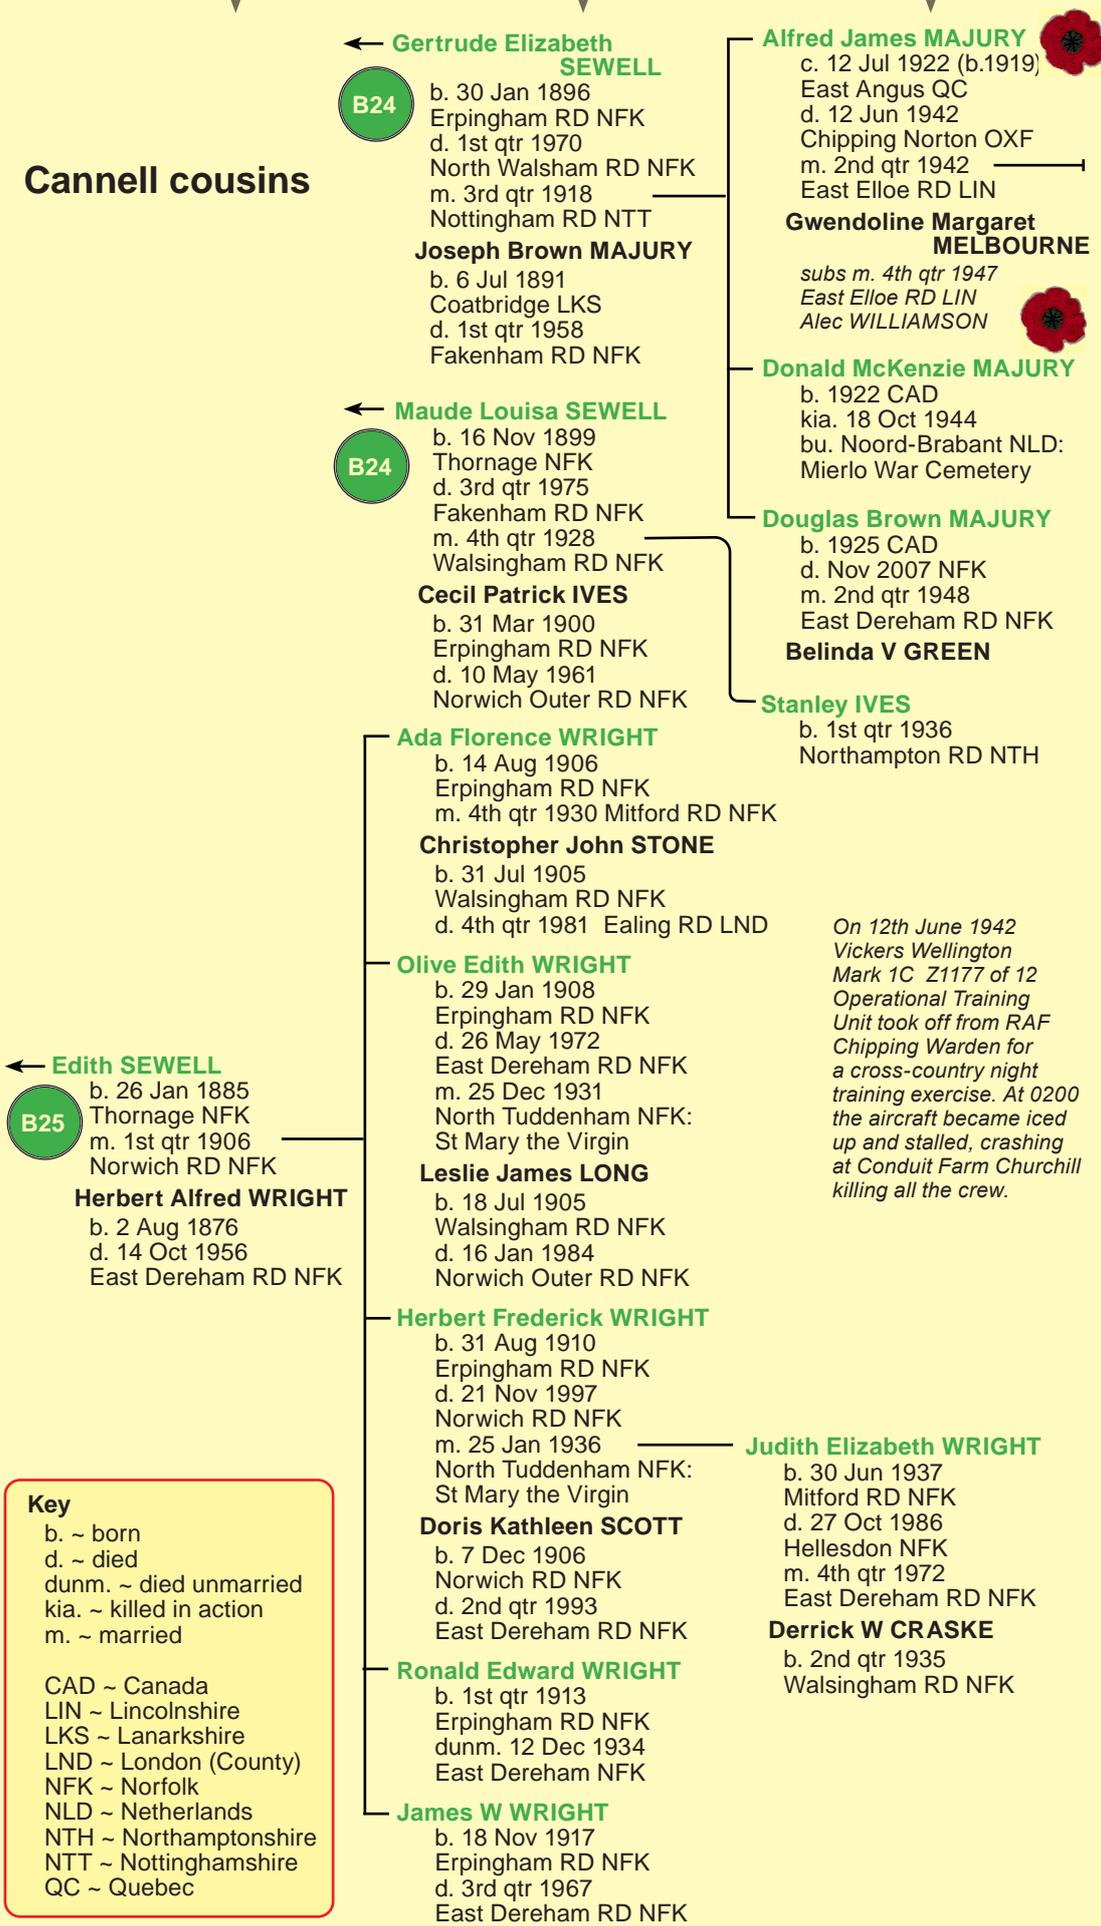 Cannell cousins
Gertrude Elizabeth
SEWELL
B24
b. 30 Jan 1896
Erpingham RD NFK
d. 1st qtr 1970
North Walsham RD NFK
m. 3rd qtr 1918
Nottingham RD NTT
Joseph Brown MAJURY
b. 6 Jul 1891
Coatbridge LKS
d. 1st qtr 1958
Fakenham RD NFK
Alfred James MAJURY
c. 12 Jul 1922 (b.1919)
East Angus QC
d. 12 Jun 1942
Chipping Norton OXF
m. 2nd qtr 1942
East Elloe RD LIN
Gwendoline Margaret
MELBOURNE
subs m. 4th qtr 1947
East Elloe RD LIN
Alec WILLIAMSON
Donald McKenzie MAJURY
b. 1922 CAD
kia. 18 Oct 1944
bu. Noord-Brabant NLD:
Mierlo War Cemetery
Douglas Brown MAJURY
b. 1925 CAD
d. Nov 2007 NFK
m. 2nd qtr 1948
East Dereham RD NFK
Belinda V GREEN
Maude Louisa SEWELL
B24
b. 16 Nov 1899
Thornage NFK
d. 3rd qtr 1975
Fakenham RD NFK
m. 4th qtr 1928
Walsingham RD NFK
Cecil Patrick IVES
b. 31 Mar 1900
Erpingham RD NFK
d. 10 May 1961
Norwich Outer RD NFK
Stanley IVES
b. 1st qtr 1936
Northampton RD NTH
Edith SEWELL
B25
b. 26 Jan 1885
Thornage NFK
m. 1st qtr 1906
Norwich RD NFK
Herbert Alfred WRIGHT
b. 2 Aug 1876
d. 14 Oct 1956
East Dereham RD NFK
Ada Florence WRIGHT
b. 14 Aug 1906
Erpingham RD NFK
m. 4th qtr 1930 Mitford RD NFK
Christopher John STONE
b. 31 Jul 1905
Walsingham RD NFK
d. 4th qtr 1981 Ealing RD LND
Olive Edith WRIGHT
b. 29 Jan 1908
Erpingham RD NFK
d. 26 May 1972
East Dereham RD NFK
m. 25 Dec 1931
North Tuddenham NFK:
St Mary the Virgin
Leslie James LONG
b. 18 Jul 1905
Walsingham RD NFK
d. 16 Jan 1984
Norwich Outer RD NFK
Herbert Frederick WRIGHT
b. 31 Aug 1910
Erpingham RD NFK
d. 21 Nov 1997
Norwich RD NFK
m. 25 Jan 1936
North Tuddenham NFK:
St Mary the Virgin
Doris Kathleen SCOTT
b. 7 Dec 1906
Norwich RD NFK
d. 2nd qtr 1993
East Dereham RD NFK
Judith Elizabeth WRIGHT
b. 30 Jun 1937
Mitford RD NFK
d. 27 Oct 1986
Hellesdon NFK
m. 4th qtr 1972
East Dereham RD NFK
Derrick W CRASKE
b. 2nd qtr 1935
Walsingham RD NFK
Ronald Edward WRIGHT
b. 1st qtr 1913
Erpingham RD NFK
dunm. 12 Dec 1934
East Dereham NFK
James W WRIGHT
b. 18 Nov 1917
Erpingham RD NFK
d. 3rd qtr 1967
East Dereham RD NFK
On 12th June 1942
Vickers Wellington
Mark 1C Z1177 of 12
Operational Training
Unit took off from RAF
Chipping Warden for
a cross-country night
training exercise. At 0200
the aircraft became iced
up and stalled, crashing
at Conduit Farm Churchill
killing all the crew.
Key
b. ~ born
d. ~ died
dunm. ~ died unmarried
kia. ~ killed in action
m. ~ married
CAD ~ Canada
LIN ~ Lincolnshire
LKS ~ Lanarkshire
LND ~ London (County)
NFK ~ Norfolk
NLD ~ Netherlands
NTH ~ Northamptonshire
NTT ~ Nottinghamshire
QC ~ Quebec